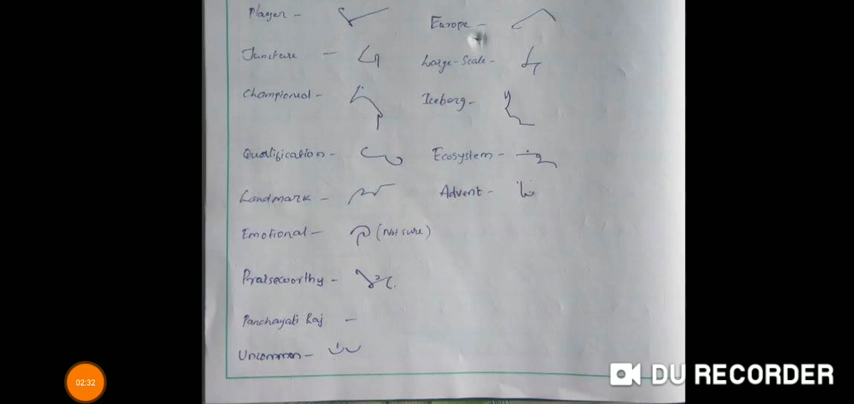 Player -
Juncture -
Championed -
Qualification -
Landmark -
Emotional - (Not sure)
Praiseworthy -
Panchayati Raj -
Uncommon -
Europe -
Large-Scale -
Iceberg -
Ecosystem -
Advent -
02:32
DU RECORDER